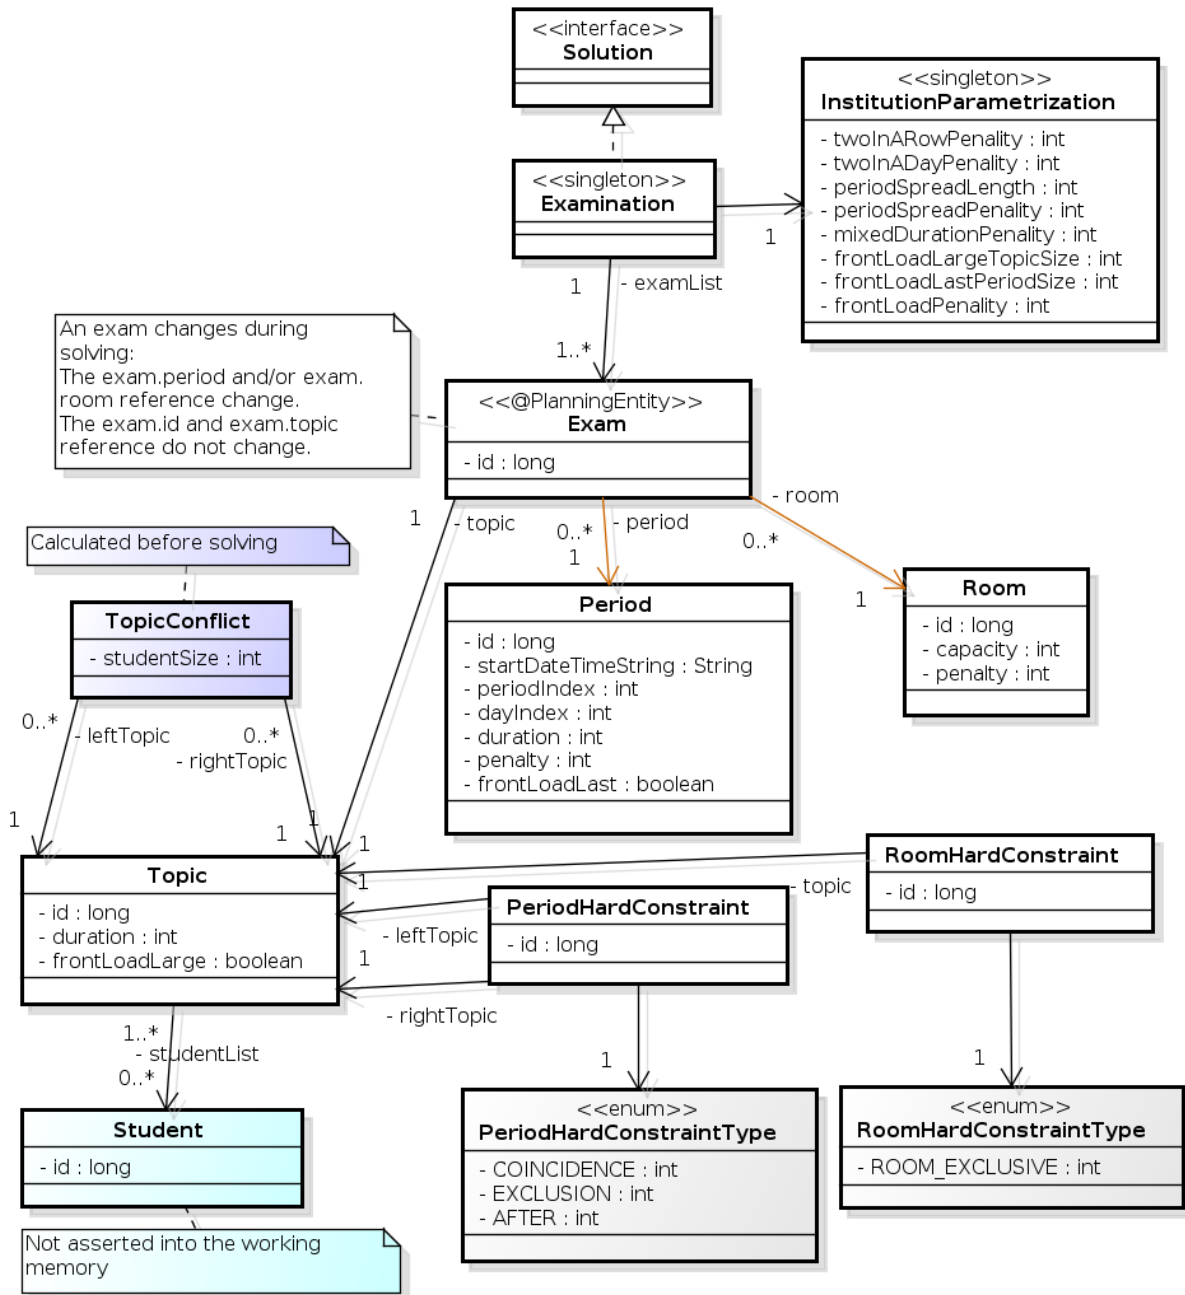 <<interface>>
Solution
<<singleton>>
InstitutionParametrization
- twoInARowPenality : int
- twoInADayPenality : int
- periodSpreadLength : int
- periodSpreadPenality : int
- mixedDurationPenality : int
- frontLoadLargeTopicSize : int
- frontLoadLastPeriodSize : int
- frontLoadPenality : int
<<singleton>>
Examination
1
1
- examList
1..*
An exam changes during
solving:
The exam.period and/or exam.
room reference change.
The exam.id and exam.topic
reference do not change.
<<@PlanningEntity>>
Exam
- id : long
1
- topic
0..*
- period
1
- room
0..*
1
Calculated before solving
TopicConflict
- studentSize : int
0..*
- leftTopic
0..*
- rightTopic
1
1
1
Period
- id : long
- startDateTimeString : String
- periodIndex : int
- dayIndex : int
- duration : int
- penalty : int
- frontLoadLast : boolean
Room
- id : long
- capacity : int
- penalty : int
Topic
- id : long
- duration : int
- frontLoadLarge : boolean
1
1
1
- leftTopic
- rightTopic
PeriodHardConstraint
- id : long
- topic
RoomHardConstraint
- id : long
1..*
- studentList
0..*
1
1
Student
- id : long
Not asserted into the working
memory
<<enum>>
PeriodHardConstraintType
- COINCIDENCE : int
- EXCLUSION : int
- AFTER : int
<<enum>>
RoomHardConstraintType
- ROOM_EXCLUSIVE : int